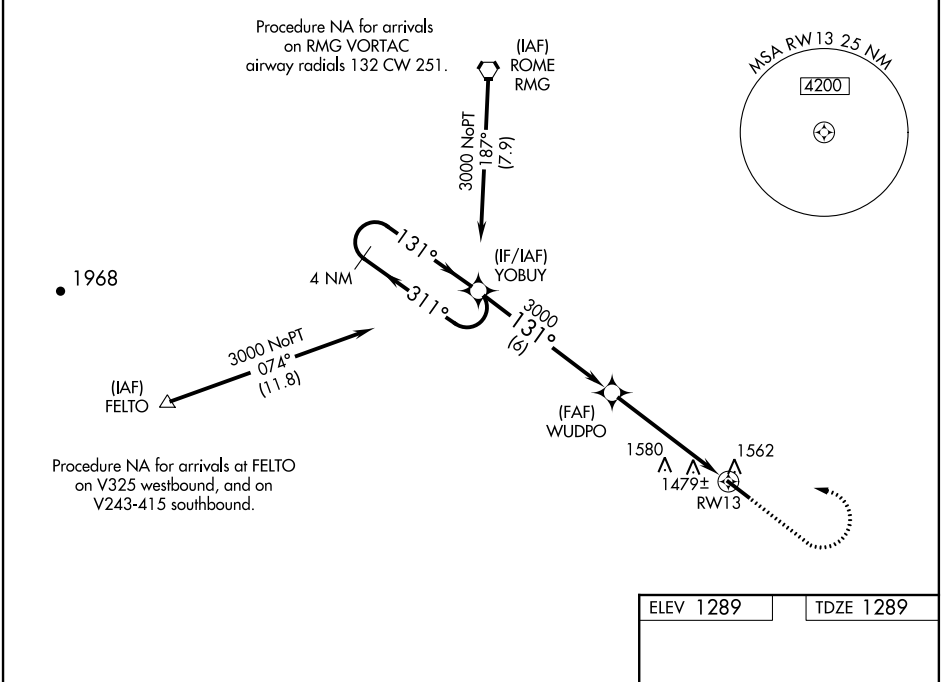 Procedure NA for arrivals
on RMG VORTAC
airway radials 132 CW 251.
(IAF)
ROME
RMG
MSA RW13 25 NM
4200
3000 NoPT
187°
(7.9)
131°
4 NM
311°
(IF/IAF)
YOBUY
3000
131°
(6)
1968
3000 NoPT
074°
(11.8)
(IAF)
FELTO
(FAF)
WUDPO
1580
1479±
1562
RW13
Procedure NA for arrivals at FELTO
on V325 westbound, and on
V243-415 southbound.
ELEV 1289
TDZE 1289